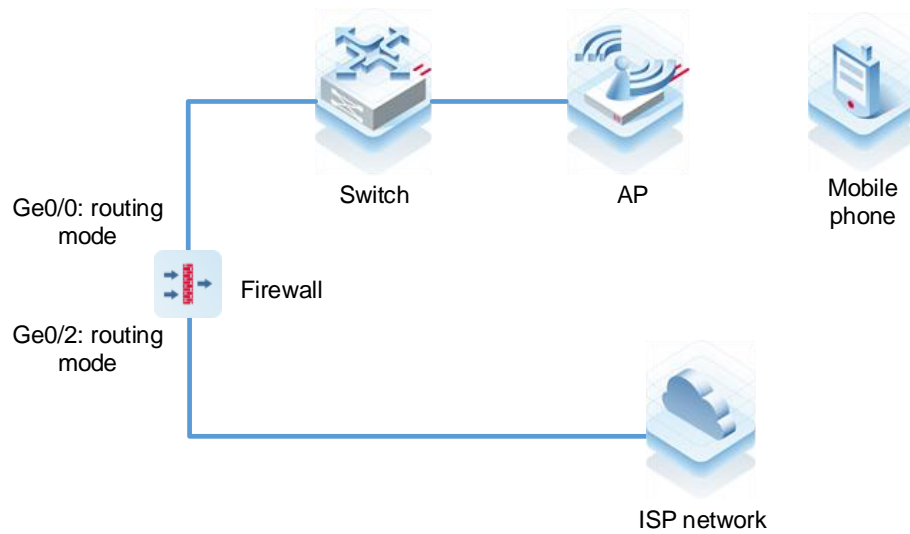 Switch
AP
Mobile
phone
Ge0/0: routing
mode
Firewall
Ge0/2: routing
mode
ISP network